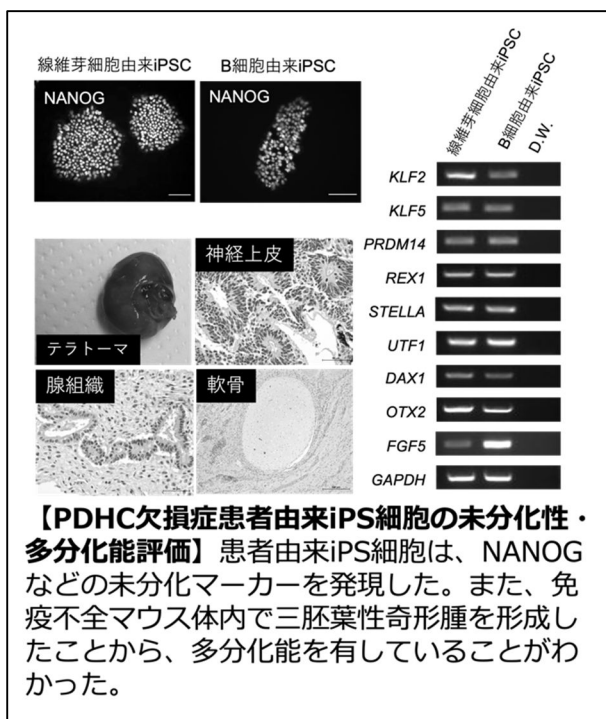 線維芽細胞由来iPSC
B細胞由来iPSC
NANOG
NANOG
テラトーマ
神経上皮
腺組織
軟骨
線維芽細胞由来iPSC
B細胞由来iPSC
D.W.
KLF2
KLF5
PRDM14
REX1
STELLA
UTF1
DAX1
OTX2
FGF5
GAPDH
【PDHC欠損症患者由来iPS細胞の未分化性・
多分化能評価】患者由来iPS細胞は、NANOG
などの未分化マーカーを発現した。また、免
疫不全マウス体内で三胚葉性奇形腫を形成し
たことから、多分化能を有していることがわ
かった。